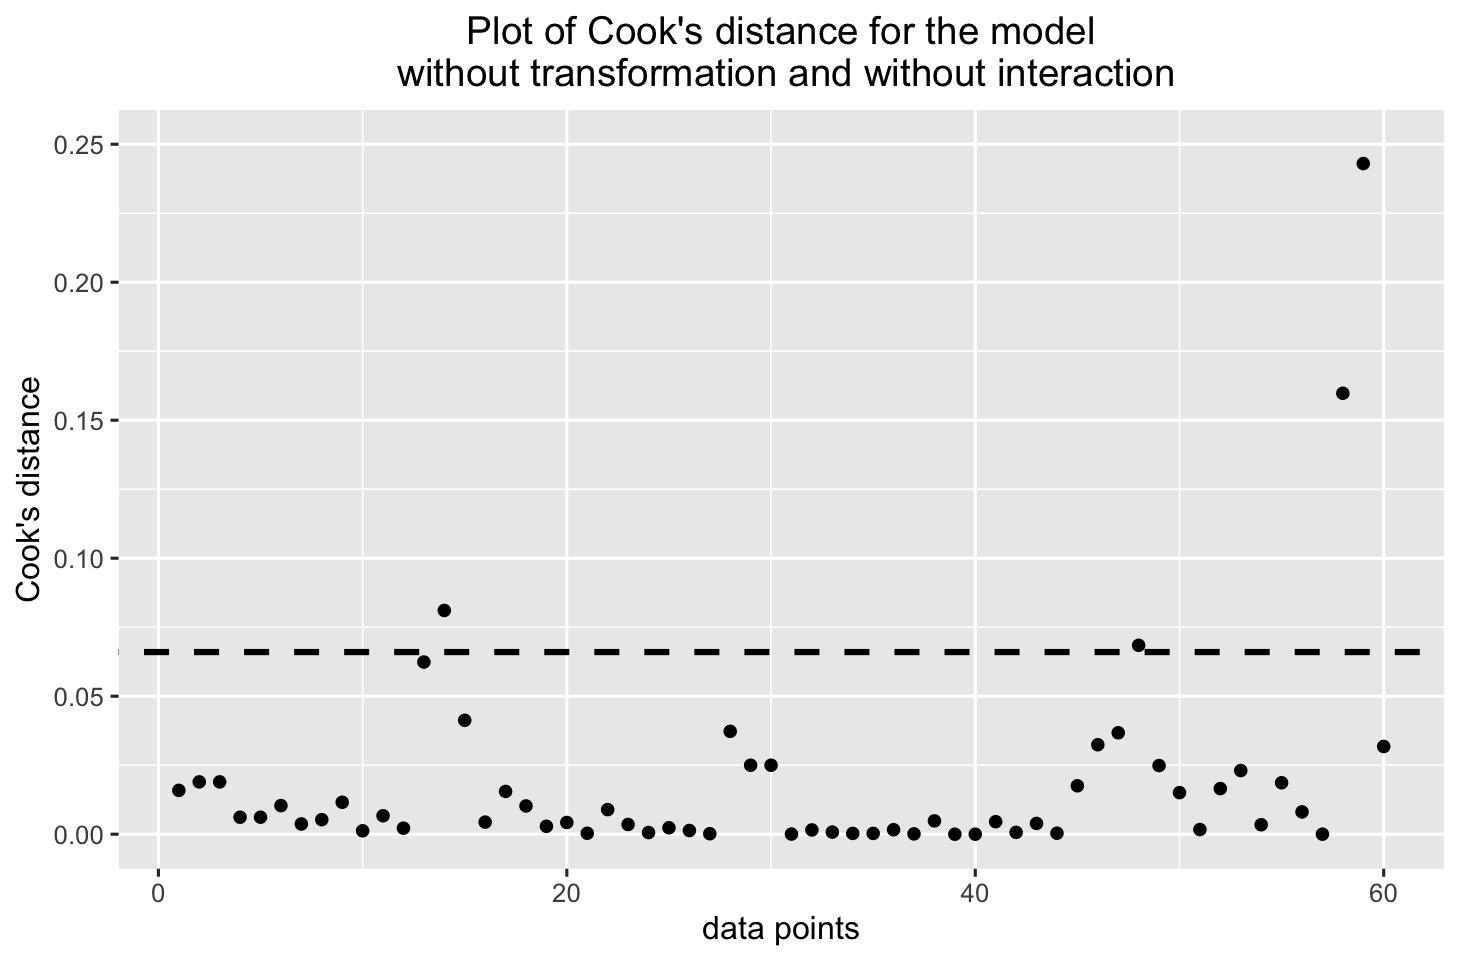 Plot of Cook's distance for the model
without transformation and without interaction
0.25
0.20
0.15
0.10
0.05
0.00
Cook's distance
0 20 40 60
data points